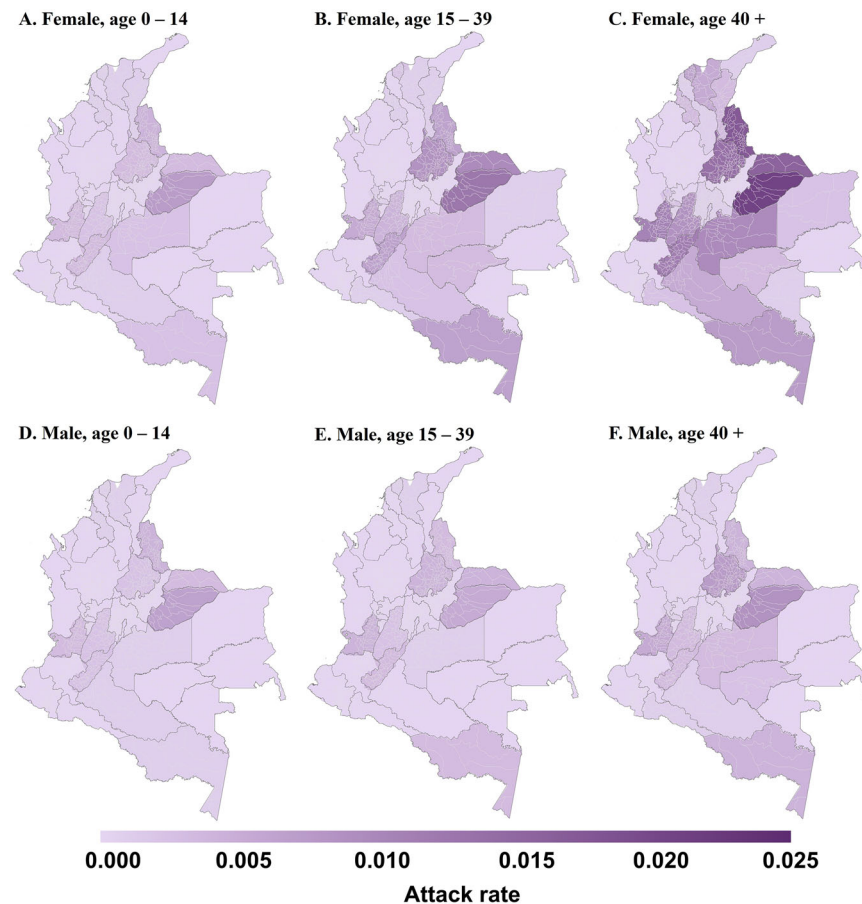 A. Female, age 0 – 14
B. Female, age 15 – 39
C. Female, age 40 +
D. Male, age 0 – 14
E. Male, age 15 – 39
F. Male, age 40 +
0.000 0.005 0.010 0.015 0.020 0.025
Attack rate